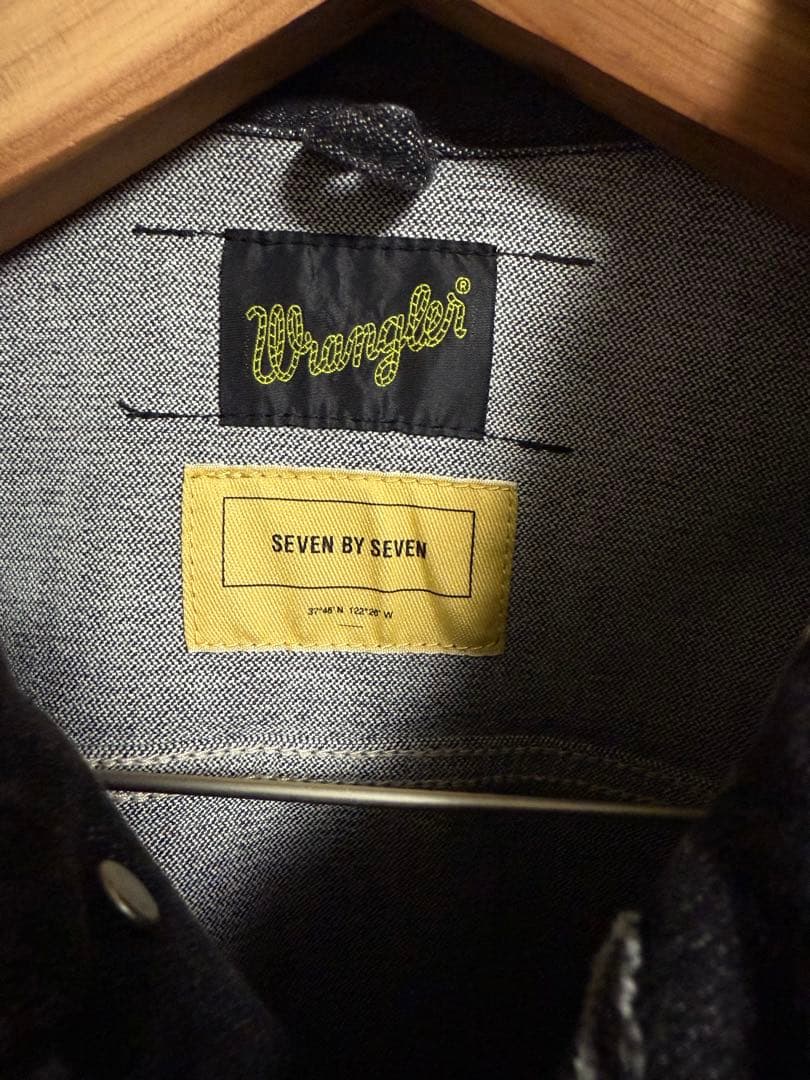 Wrangler®
SEVEN BY SEVEN
37°46' N 122°26' W